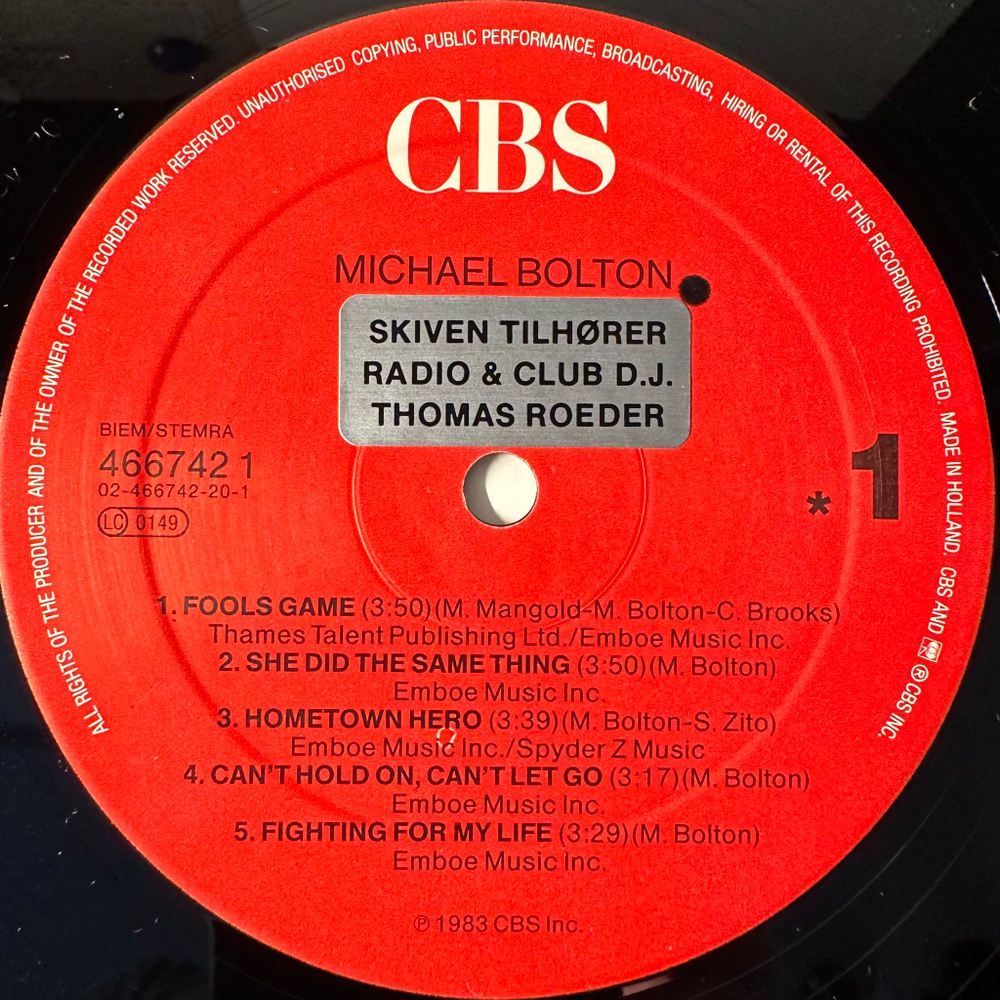 ALL RIGHTS OF THE PRODUCER AND OF THE OWNER OF THE RECORDED WORK RESERVED. UNAUTHORISED COPYING, PUBLIC PERFORMANCE, BROADCASTING, HIRING OR RENTAL OF THIS RECORDING PROHIBITED. MADE IN HOLLAND. CBS AND ℗ CBS INC.
CBS
MICHAEL BOLTON
SKIVEN TILHØRER
RADIO & CLUB D.J.
THOMAS ROEDER
BIEM/STEMRA
466742 1
02-466742-20-1
LC 0149
* 1
1. FOOLS GAME (3:50)(M. Mangold-M. Bolton-C. Brooks)
Thames Talent Publishing Ltd./Emboe Music Inc.
2. SHE DID THE SAME THING (3:50)(M. Bolton)
Emboe Music Inc.
3. HOMETOWN HERO (3:39)(M. Bolton-S. Zito)
Emboe Music Inc./Spyder Z Music
4. CAN'T HOLD ON, CAN'T LET GO (3:17)(M. Bolton)
Emboe Music Inc.
5. FIGHTING FOR MY LIFE (3:29)(M. Bolton)
Emboe Music Inc.
℗ 1983 CBS Inc.